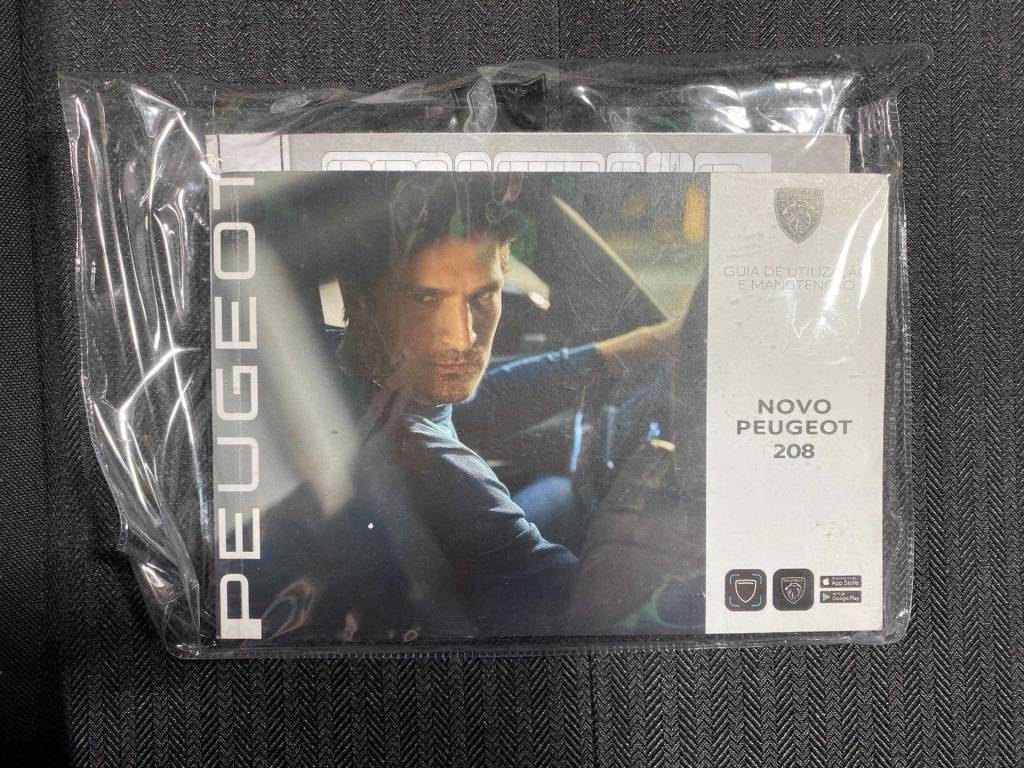 PEUGEOT
GUIA DE UTILIZAÇÃO
E MANUTENÇÃO
NOVO
PEUGEOT
208
App Store
Google Play